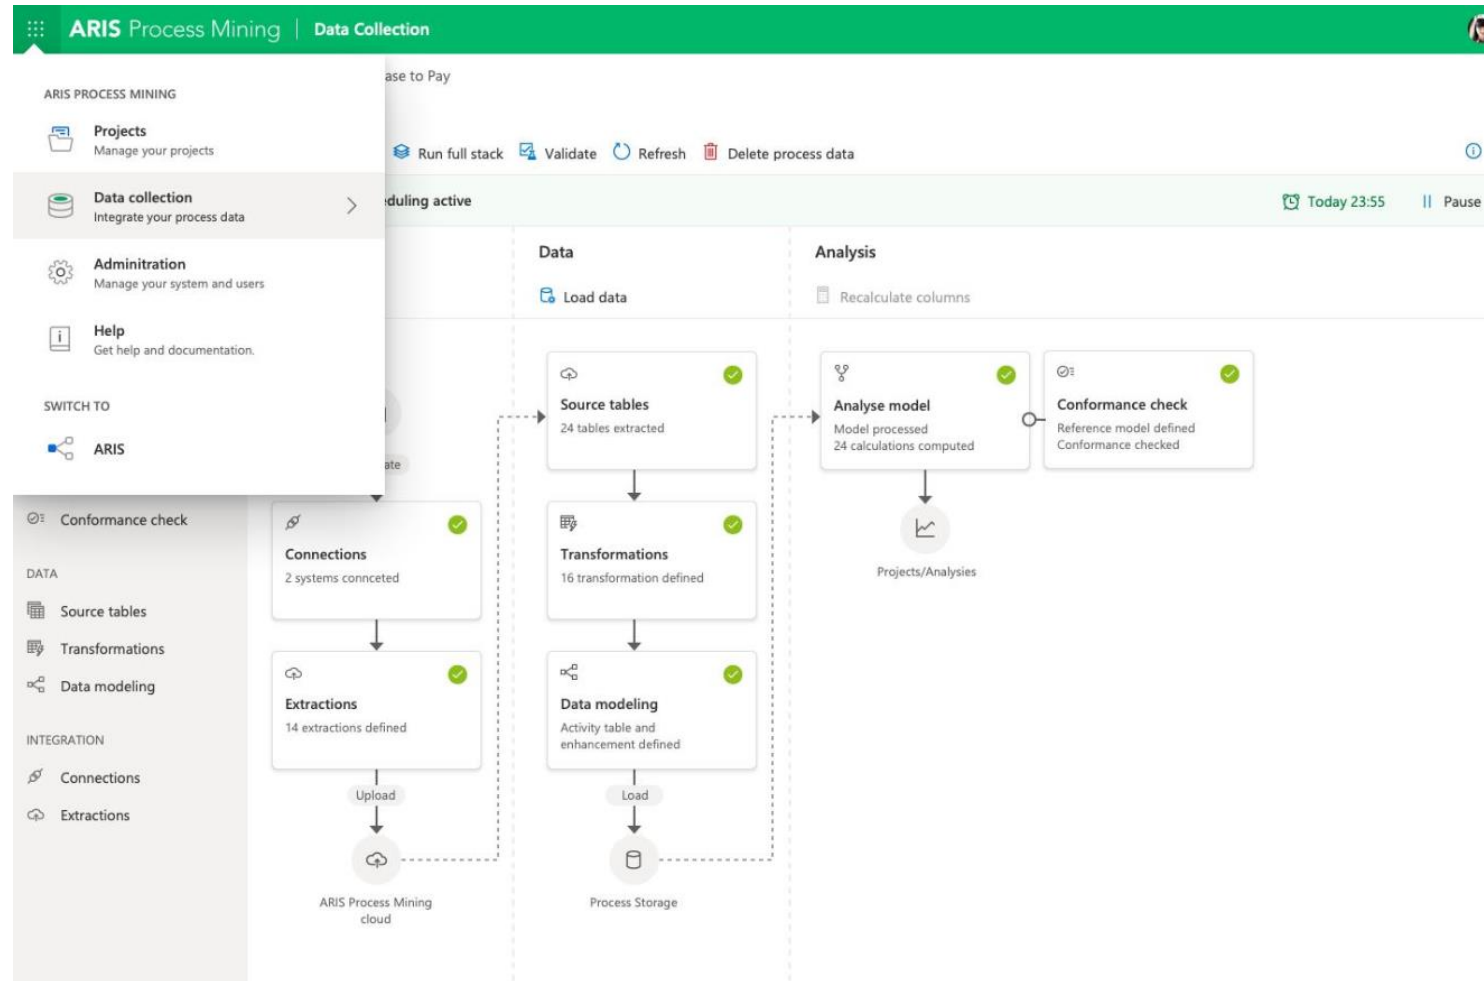 ARIS Process Mining | Data Collection
ase to Pay
ARIS PROCESS MINING
Projects
Manage your projects
Data collection
Integrate your process data
Adminitration
Manage your system and users
Help
Get help and documentation.
SWITCH TO
ARIS
Run full stack Validate Refresh Delete process data
duling active
Today 23:55 Pause
Conformance check
DATA
Source tables
Transformations
Data modeling
INTEGRATION
Connections
Extractions
ate
Connections
2 systems connceted
Extractions
14 extractions defined
Upload
ARIS Process Mining
cloud
Data
Load data
Source tables
24 tables extracted
Transformations
16 transformation defined
Data modeling
Activity table and
enhancement defined
Load
Process Storage
Analysis
Recalculate columns
Analyse model
Model processed
24 calculations computed
Conformance check
Reference model defined
Conformance checked
Projects/Analysies